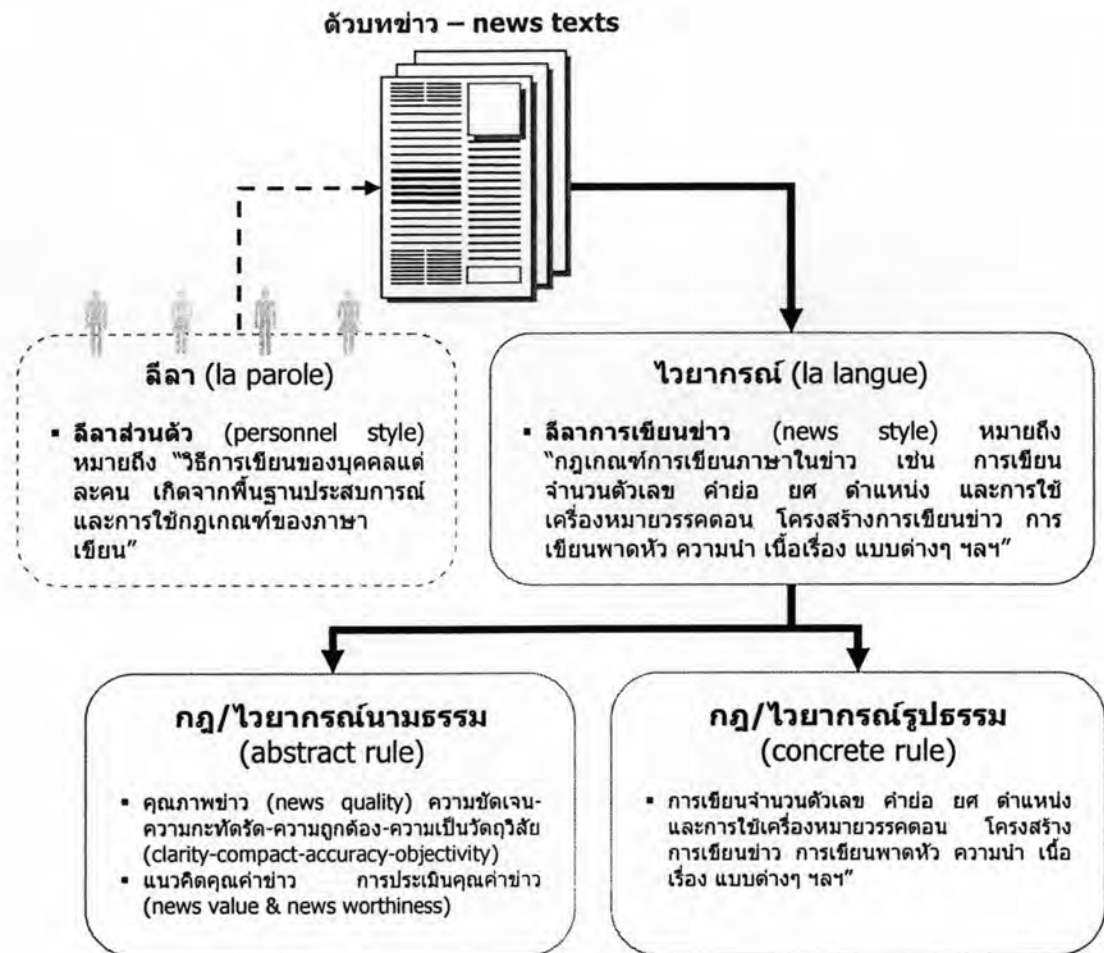 ตัวบทข่าว – news texts
ลีลา (la parole)
▪ ลีลาส่วนตัว (personnel style)
หมายถึง “วิธีการเขียนของบุคคลแต่
ละคน เกิดจากพื้นฐานประสบการณ์
และการใช้กฎเกณฑ์ของภาษา
เขียน”
ไวยากรณ์ (la langue)
▪ ลีลาการเขียนข่าว (news style) หมายถึง
“กฎเกณฑ์การเขียนภาษาในข่าว เช่น การเขียน
จำนวนตัวเลข คำย่อ ยศ ตำแหน่ง และการใช้
เครื่องหมายวรรคตอน โครงสร้างการเขียนข่าว การ
เขียนพาดหัว ความนำ เนื้อเรื่อง แบบต่างๆ ฯลฯ”
กฎ/ไวยากรณ์นามธรรม
(abstract rule)
▪ คุณภาพข่าว (news quality) ความชัดเจน-
ความกะทัดรัด-ความถูกต้อง-ความเป็นวัตถุวิสัย
(clarity-compact-accuracy-objectivity)
▪ แนวคิดคุณค่าข่าว การประเมินคุณค่าข่าว
(news value & news worthiness)
กฎ/ไวยากรณ์รูปธรรม
(concrete rule)
▪ การเขียนจำนวนตัวเลข คำย่อ ยศ ตำแหน่ง
และการใช้เครื่องหมายวรรคตอน โครงสร้าง
การเขียนข่าว การเขียนพาดหัว ความนำ เนื้อ
เรื่อง แบบต่างๆ ฯลฯ”